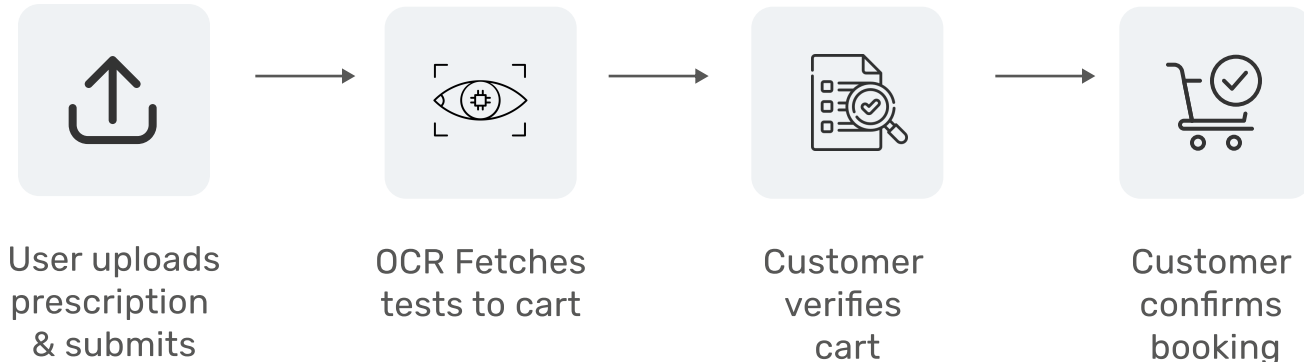 User uploads
prescription
& submits
OCR Fetches
tests to cart
Customer
verifies
cart
Customer
confirms
booking